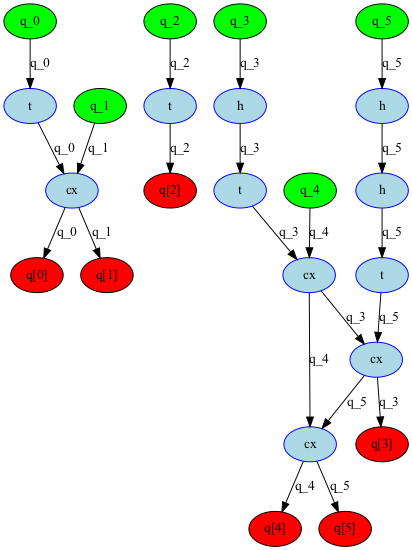 q_0 q_2 q_3 q_5
q_0 q_2 q_3 q_5
t q_1 t h h
q_0 q_1 q_2 q_3 q_5
cx q[2] t q_4 h
q_0 q_1 q_3 q_4 q_5
q[0] q[1] cx t
q_3 q_5
q_4 cx
q_5 q_3
cx q[3]
q_4 q_5
q[4] q[5]